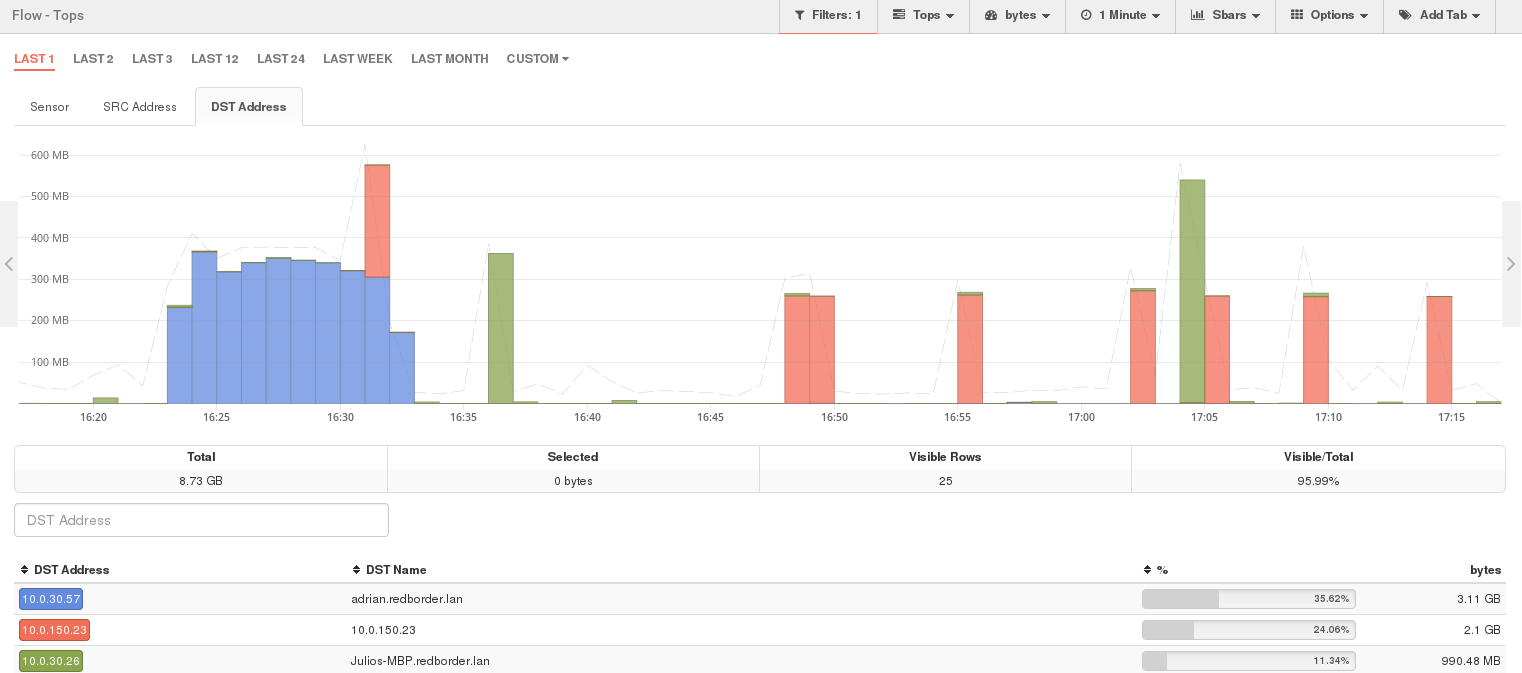 Flow - Tops Filters: 1 Tops bytes 1 Minute Sbars Options Add Tab
LAST 1 LAST 2 LAST 3 LAST 12 LAST 24 LAST WEEK LAST MONTH CUSTOM
Sensor SRC Address DST Address
600 MB
500 MB
400 MB
300 MB
200 MB
100 MB
16:20 16:25 16:30 16:35 16:40 16:45 16:50 16:55 17:00 17:05 17:10 17:15
Total Selected Visible Rows Visible/Total
8.73 GB 0 bytes 25 95.99%
DST Address
DST Address DST Name % bytes
10.0.30.57 adrian.redborder.lan 35.62% 3.11 GB
10.0.150.23 10.0.150.23 24.06% 2.1 GB
10.0.30.26 Julios-MBP.redborder.lan 11.34% 990.48 MB